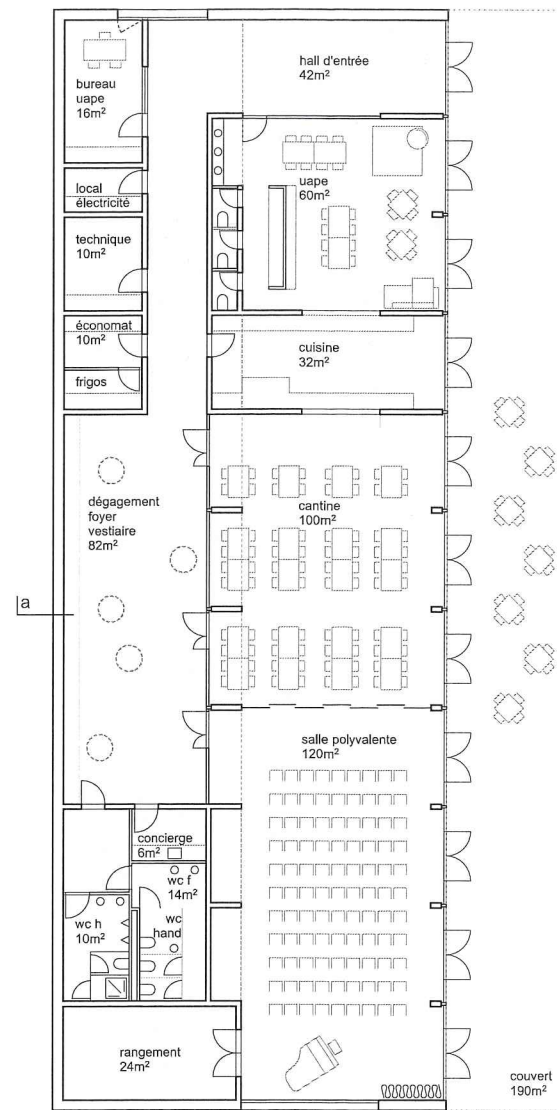 hall d'entrée
42m²
bureau
uape
16m²
uape
60m²
local
électricité
technique
10m²
économat
10m²
frigos
cuisine
32m²
dégagement
foyer
vestiaire
82m²
cantine
100m²
a
salle polyvalente
120m²
concierge
6m²
wc f
14m²
wc h
10m²
wc
hand
rangement
24m²
couvert
190m²